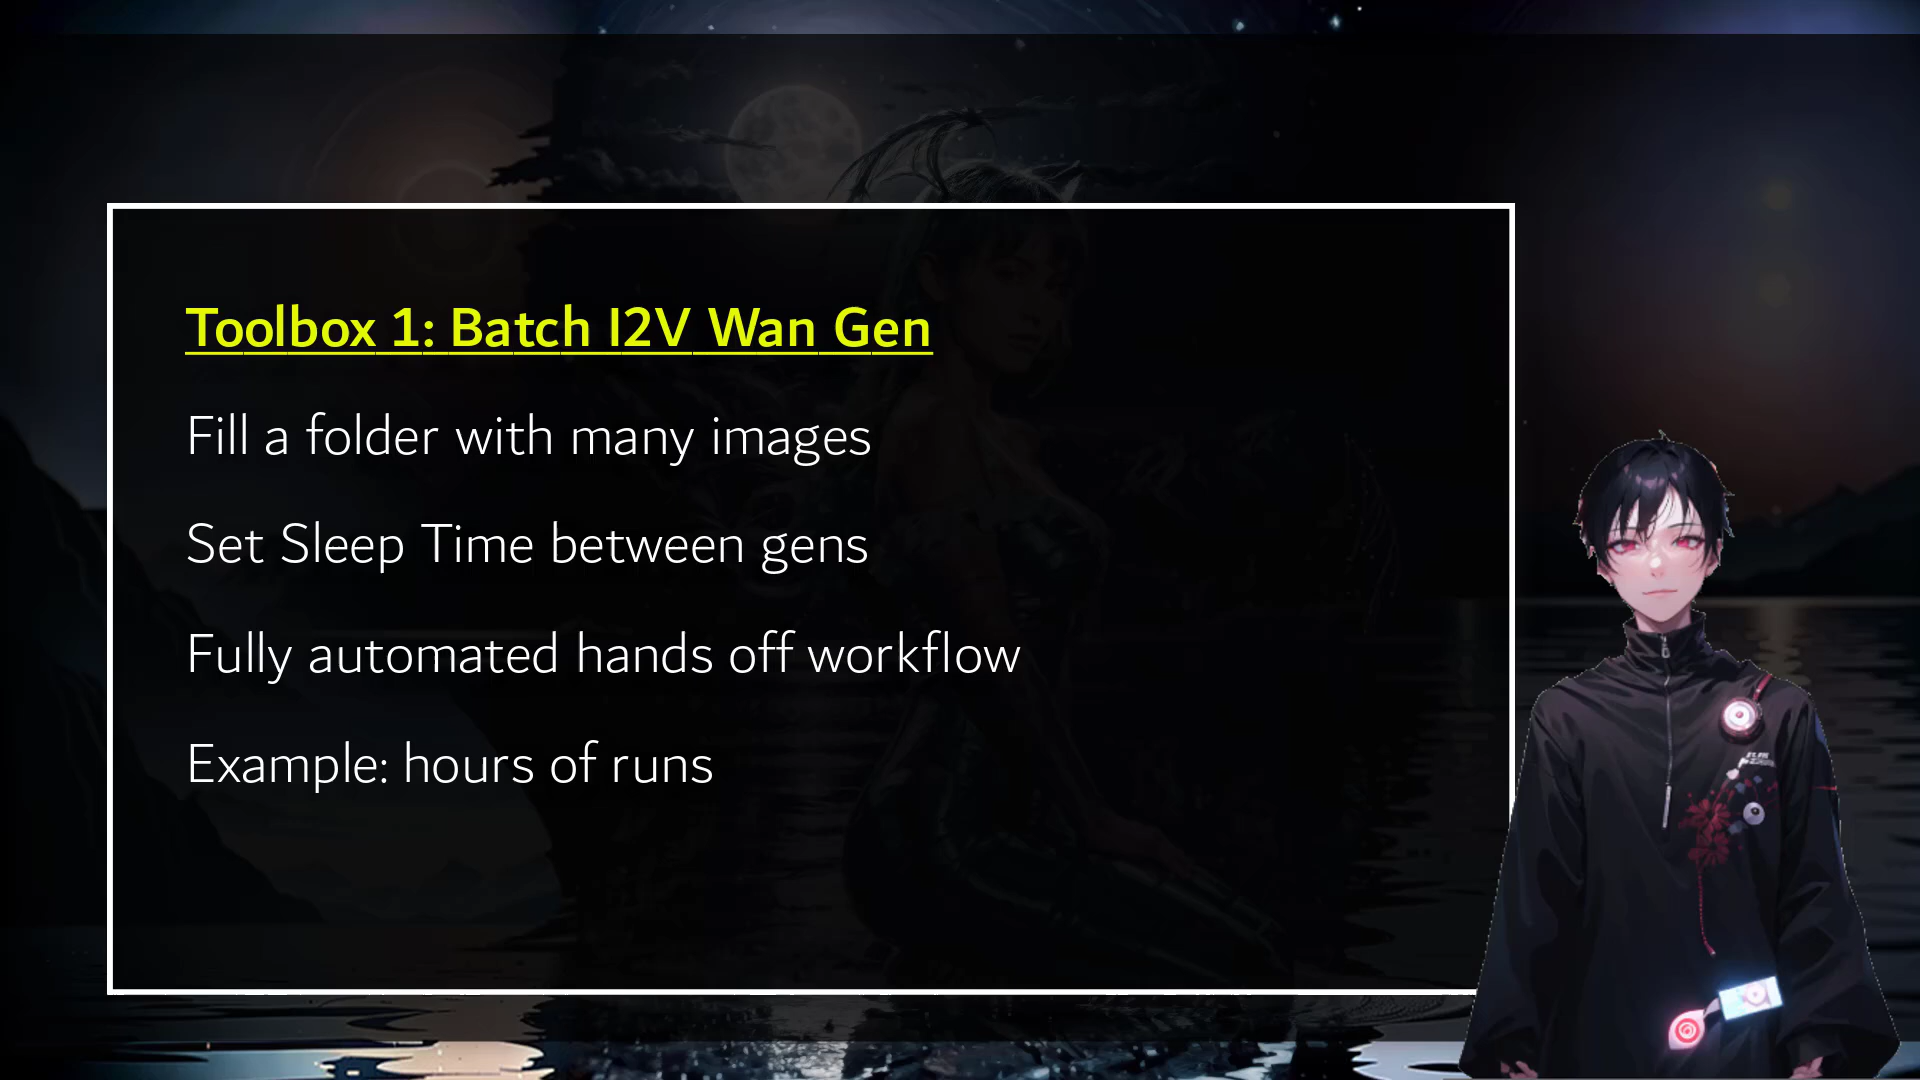 Toolbox 1: Batch I2V Wan Gen
Fill a folder with many images
Set Sleep Time between gens
Fully automated hands off workflow
Example: hours of runs